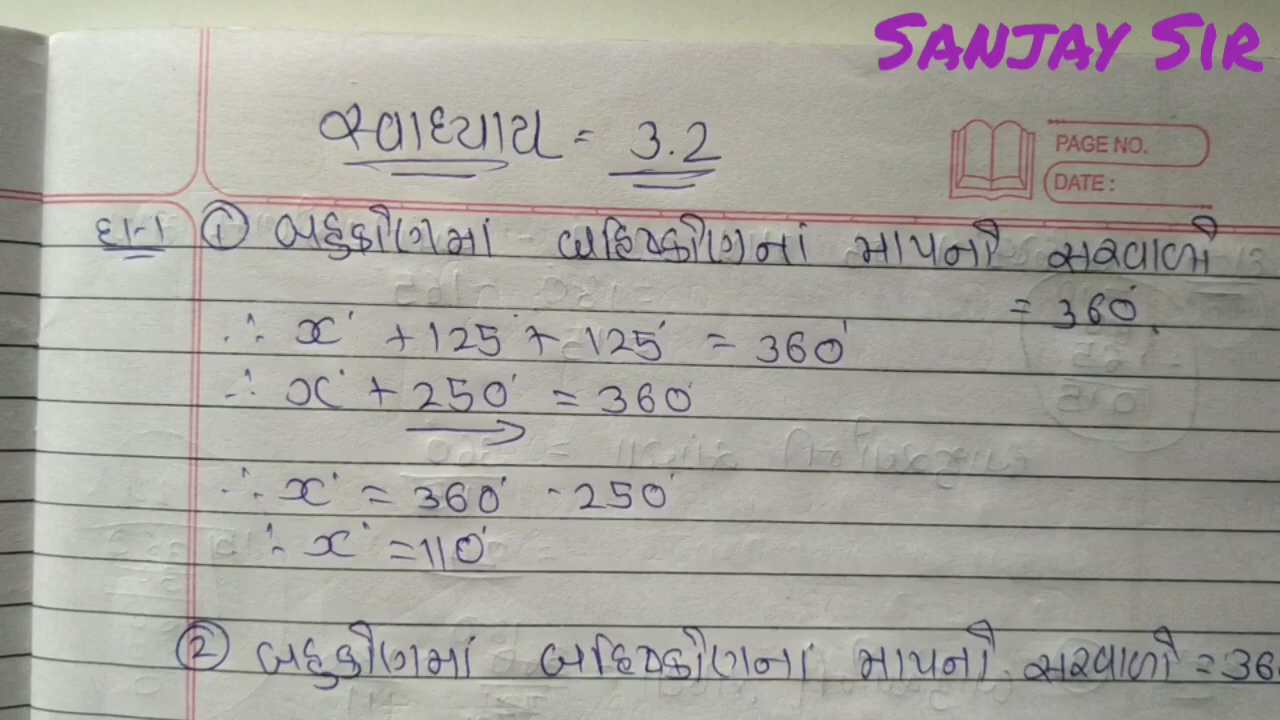 SANJAY SIR
સ્વાધ્યાય = 3.2
PAGE NO.
DATE :
દા-1 ① બહુકોણમાં બહિષ્કોણનાં માપનો સરવાળો
= 360°
∴ x° + 125° + 125° = 360°
∴ x° + 250° = 360°
∴ x° = 360° - 250°
∴ x° = 110°
② બહુકોણમાં બહિષ્કોણનાં માપનો સરવાળો = 36